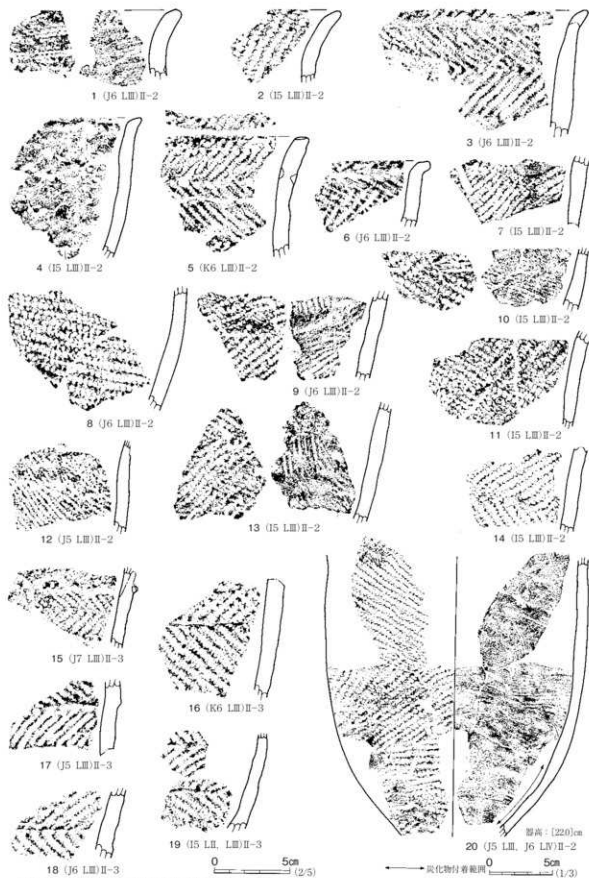 1 (J6 LⅢ)Ⅱ-2
2 (I5 LⅢ)Ⅱ-2
3 (J6 LⅢ)Ⅱ-2
4 (I5 LⅢ)Ⅱ-2
5 (K6 LⅢ)Ⅱ-2
6 (J6 LⅢ)Ⅱ-2
7 (I5 LⅢ)Ⅱ-2
8 (J6 LⅢ)Ⅱ-2
9 (J6 LⅢ)Ⅱ-2
10 (I5 LⅢ)Ⅱ-2
11 (I5 LⅢ)Ⅱ-2
12 (J5 LⅢ)Ⅱ-2
13 (I5 LⅢ)Ⅱ-2
14 (I5 LⅢ)Ⅱ-2
15 (J7 LⅢ)Ⅱ-3
16 (K6 LⅢ)Ⅱ-3
17 (J5 LⅢ)Ⅱ-3
18 (J6 LⅢ)Ⅱ-3
19 (I5 LⅡ, LⅢ)Ⅱ-3
器高：[22.0]㎝
20 (J5 LⅢ, J6 LⅣ)Ⅱ-2
0 5cm
(2/5)
炭化物付着範囲
0 5cm
(1/3)